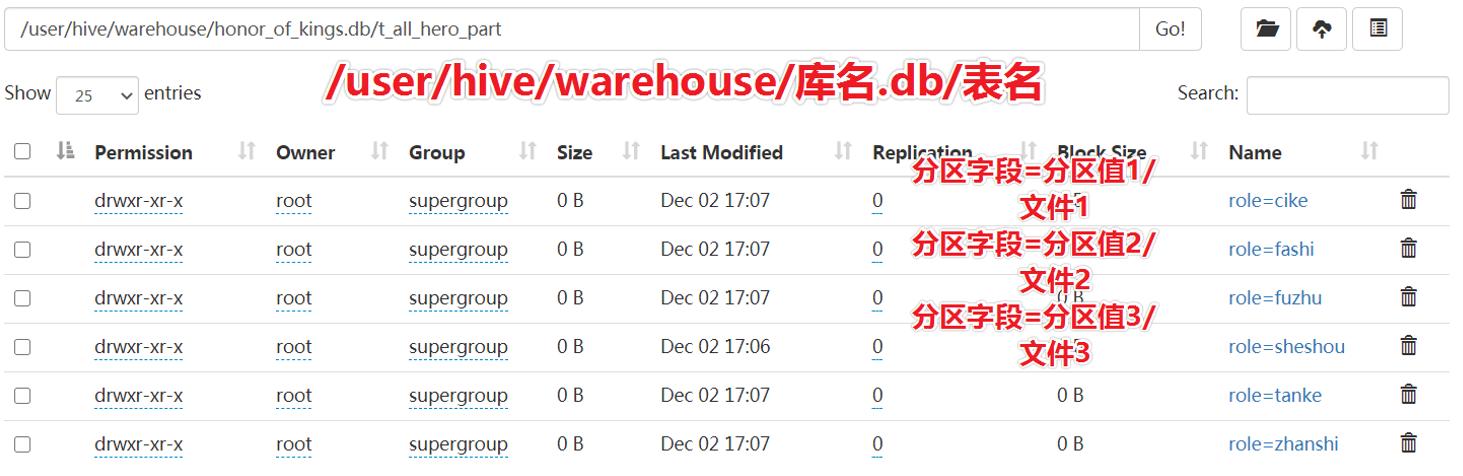 /user/hive/warehouse/honor_of_kings.db/t_all_hero_part
Go!
/user/hive/warehouse/库名.db/表名
Show 25 entries
Search:
Permission Owner Group Size Last Modified Replication Block Size Name
分区字段=分区值1/
drwxr-xr-x root supergroup 0 B Dec 02 17:07 0 role=cike
文件1
分区字段=分区值2/
drwxr-xr-x root supergroup 0 B Dec 02 17:07 0 role=fashi
文件2
drwxr-xr-x root supergroup 0 B Dec 02 17:07 0 0 B role=fuzhu
分区字段=分区值3/
drwxr-xr-x root supergroup 0 B Dec 02 17:06 0 role=sheshou
文件3
drwxr-xr-x root supergroup 0 B Dec 02 17:07 0 0 B role=tanke
drwxr-xr-x root supergroup 0 B Dec 02 17:07 0 0 B role=zhanshi